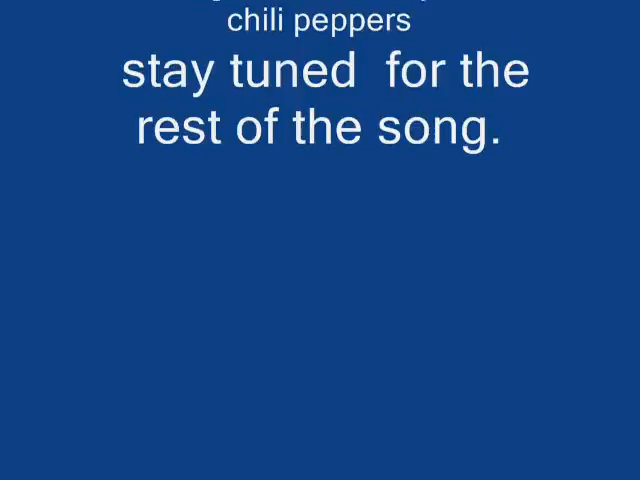 chili peppers
stay tuned  for the
rest of the song.